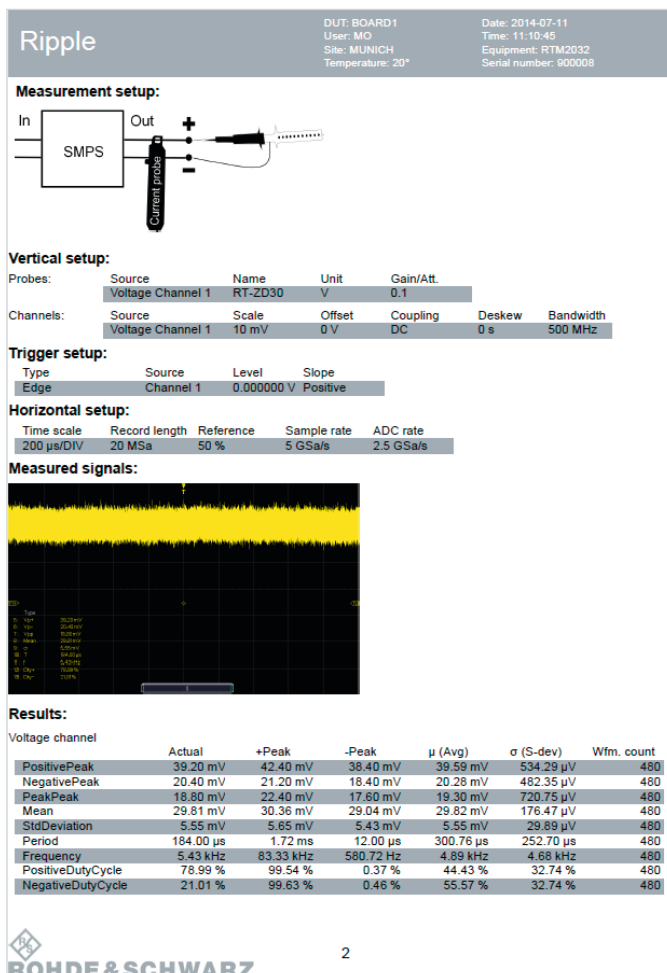 Ripple
DUT: BOARD1
User: MO
Site: MUNICH
Temperature: 20°
Date: 2014-07-11
Time: 11:10:45
Equipment: RTM2032
Serial number: 900008
Measurement setup:
In
Out
+
SMPS
−
Current probe
Vertical setup:
Probes: Source Name Unit Gain/Att.
Voltage Channel 1 RT-ZD30 V 0.1
Channels: Source Scale Offset Coupling Deskew Bandwidth
Voltage Channel 1 10 mV 0 V DC 0 s 500 MHz
Trigger setup:
Type Source Level Slope
Edge Channel 1 0.000000 V Positive
Horizontal setup:
Time scale Record length Reference Sample rate ADC rate
200 µs/DIV 20 MSa 50 % 5 GSa/s 2.5 GSa/s
Measured signals:
Type
Results:
Voltage channel
Actual +Peak -Peak µ (Avg) σ (S-dev) Wfm. count
PositivePeak 39.20 mV 42.40 mV 38.40 mV 39.59 mV 534.29 µV 480
NegativePeak 20.40 mV 21.20 mV 18.40 mV 20.28 mV 482.35 µV 480
PeakPeak 18.80 mV 22.40 mV 17.60 mV 19.30 mV 720.75 µV 480
Mean 29.81 mV 30.36 mV 29.04 mV 29.82 mV 176.47 µV 480
StdDeviation 5.55 mV 5.65 mV 5.43 mV 5.55 mV 29.89 µV 480
Period 184.00 µs 1.72 ms 12.00 µs 300.76 µs 252.70 µs 480
Frequency 5.43 kHz 83.33 kHz 580.72 Hz 4.89 kHz 4.68 kHz 480
PositiveDutyCycle 78.99 % 99.54 % 0.37 % 44.43 % 32.74 % 480
NegativeDutyCycle 21.01 % 99.63 % 0.46 % 55.57 % 32.74 % 480
2
ROHDE&SCHWARZ